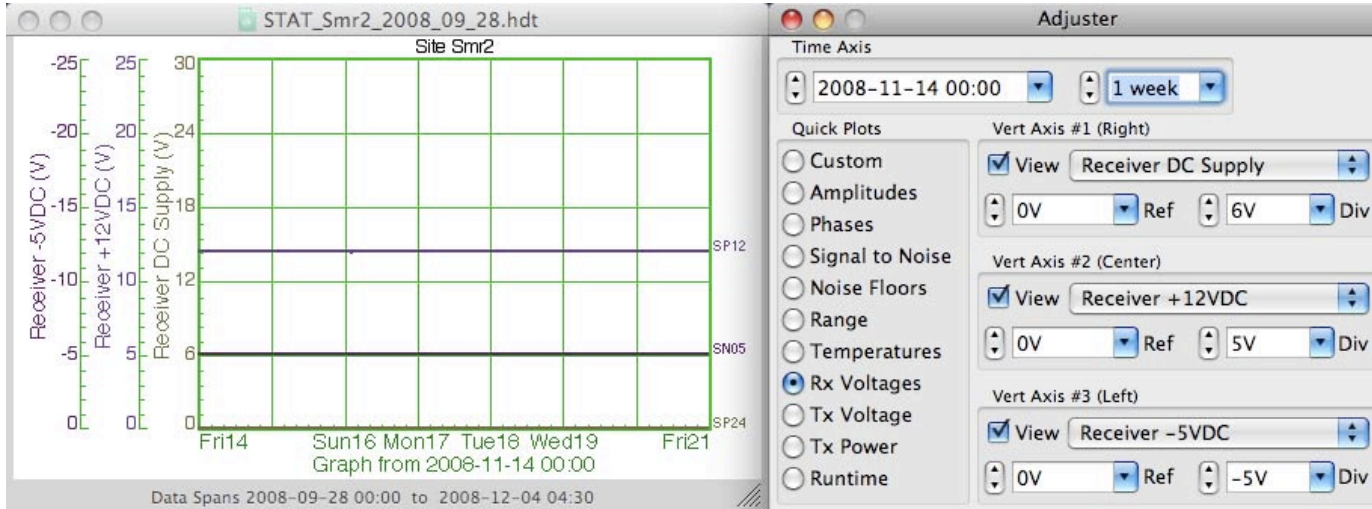 STAT_Smr2_2008_09_28.hdt
Site Smr2
-25 25 30
-20 20 24
-15 15 18
-10 10 12
-5 5 6
0 0 0
Receiver -5VDC (V)
Receiver +12VDC (V)
Receiver DC Supply (V)
SP12
SN05
SP24
Fri14 Sun16 Mon17 Tue18 Wed19 Fri21
Graph from 2008-11-14 00:00
Data Spans 2008-09-28 00:00 to 2008-12-04 04:30
Adjuster
Time Axis
2008-11-14 00:00 1 week
Quick Plots
Custom
Amplitudes
Phases
Signal to Noise
Noise Floors
Range
Temperatures
Rx Voltages
Tx Voltage
Tx Power
Runtime
Vert Axis #1 (Right)
View Receiver DC Supply
0V Ref 6V Div
Vert Axis #2 (Center)
View Receiver +12VDC
0V Ref 5V Div
Vert Axis #3 (Left)
View Receiver -5VDC
0V Ref -5V Div